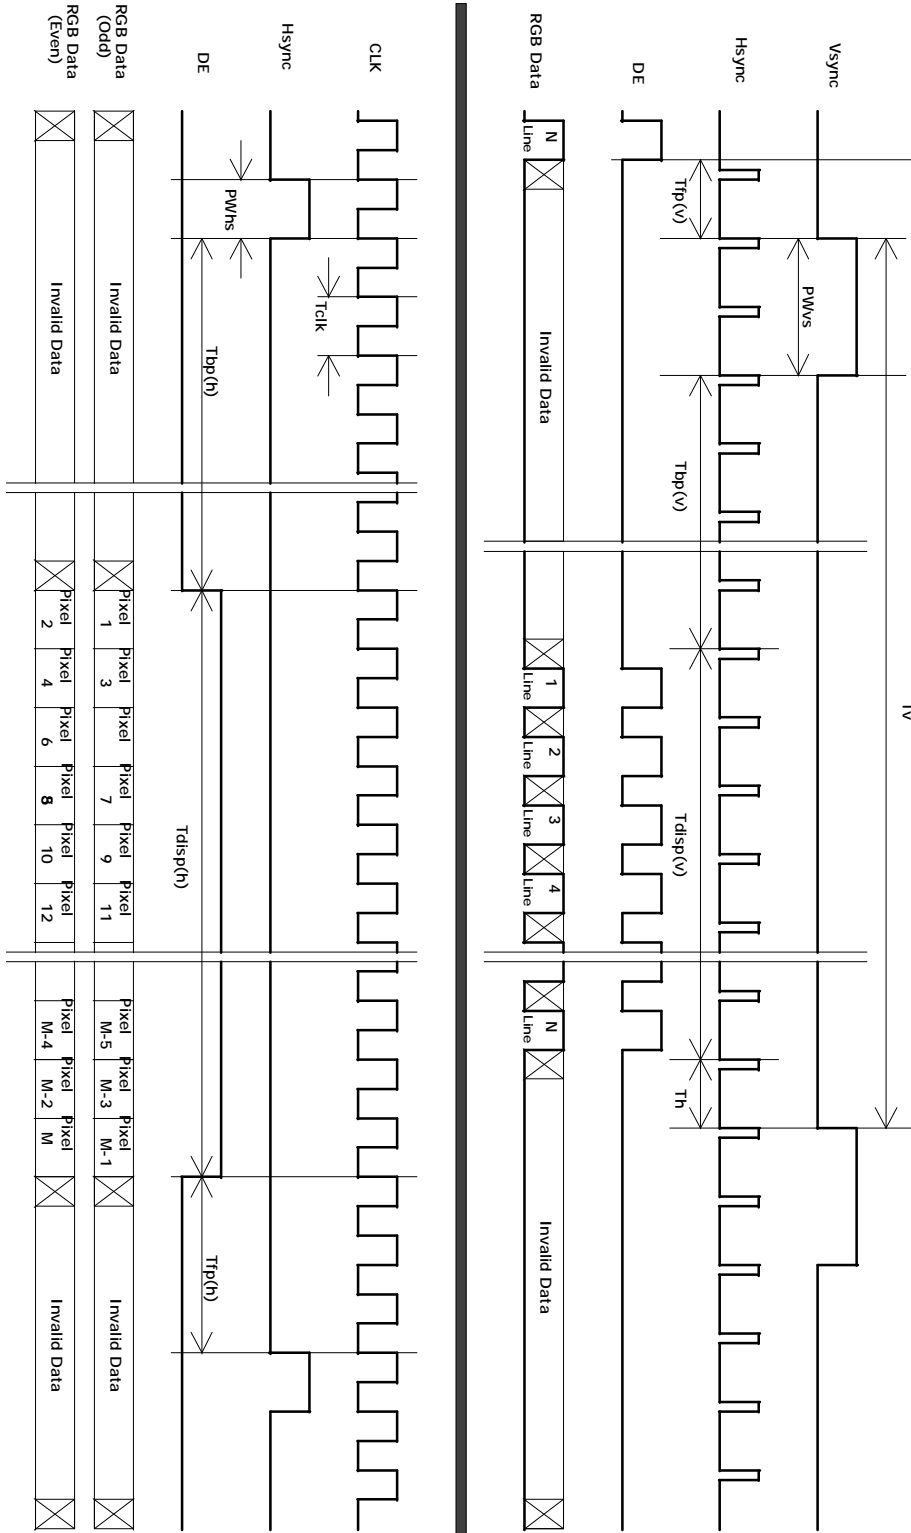 Tv
Vsync
PWvs
Hsync
Tfp(v) Tbp(v) Tdisp(v) Th
DE
RGB Data
N 1 2 3 4 N
Line Invalid Data Line Line Line Line Line Invalid Data
CLK
Tclk
Hsync
PWhs
Tbp(h) Tdisp(h) Tfp(h)
DE
RGB Data
(Odd)
Pixel Pixel Pixel Pixel Pixel Pixel Pixel Pixel Pixel
Invalid Data 1 3 7 9 11 M-5 M-3 M-1 Invalid Data
RGB Data
(Even)
Pixel Pixel Pixel Pixel Pixel Pixel Pixel Pixel Pixel
Invalid Data 2 4 6 8 10 12 M-4 M-2 M Invalid Data